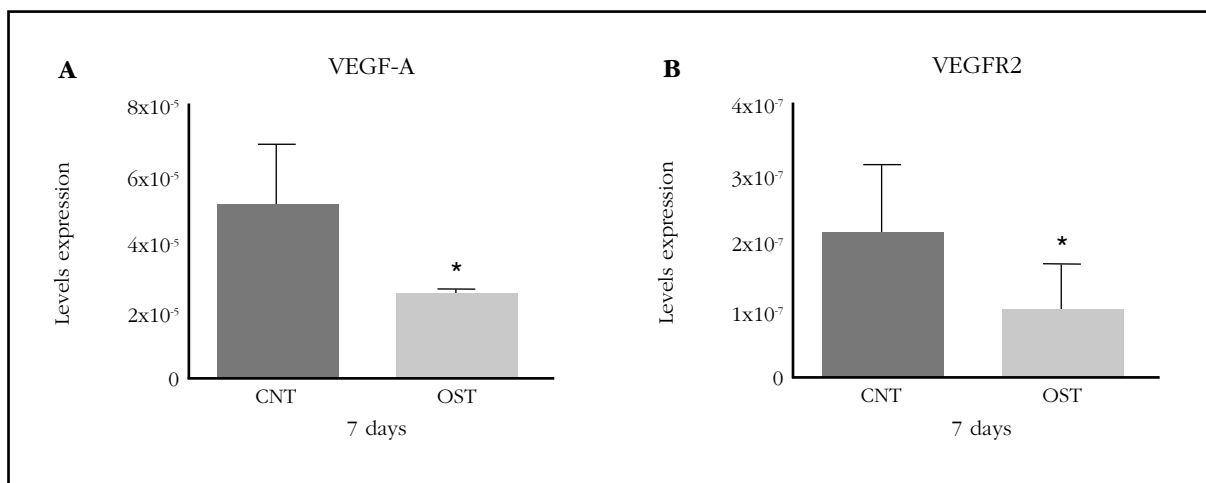 A
VEGF-A
8x10⁻⁵
6x10⁻⁵
4x10⁻⁵
2x10⁻⁵
0
Levels expression
*
CNT
OST
7 days
B
VEGFR2
4x10⁻⁷
3x10⁻⁷
2x10⁻⁷
1x10⁻⁷
0
Levels expression
*
CNT
OST
7 days